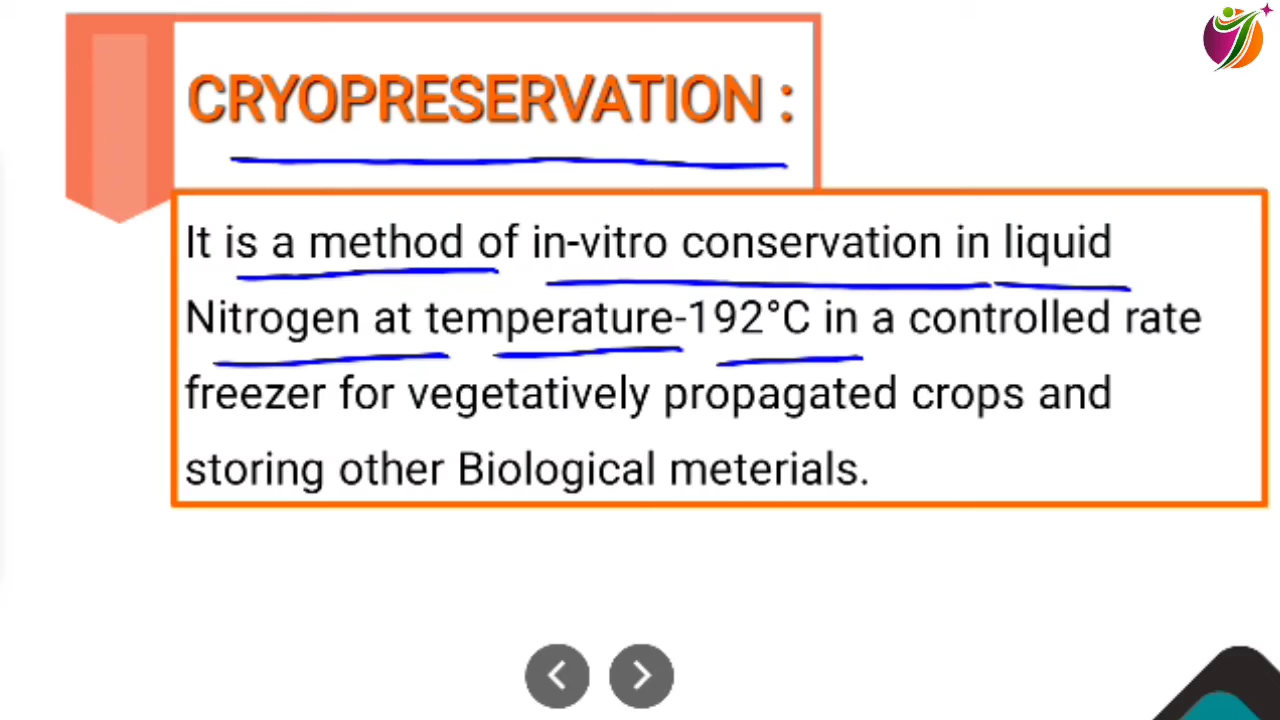 CRYOPRESERVATION :
It is a method of in-vitro conservation in liquid
Nitrogen at temperature-192°C in a controlled rate
freezer for vegetatively propagated crops and
storing other Biological meterials.